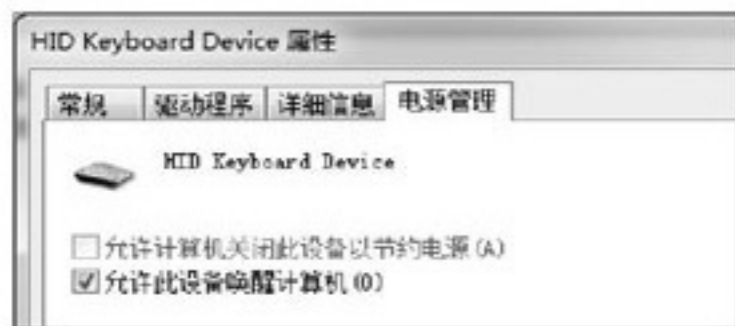 HID Keyboard Device 属性
常规 驱动程序 详细信息 电源管理
HID Keyboard Device
允许计算机关闭此设备以节约电源(A)
允许此设备唤醒计算机(O)